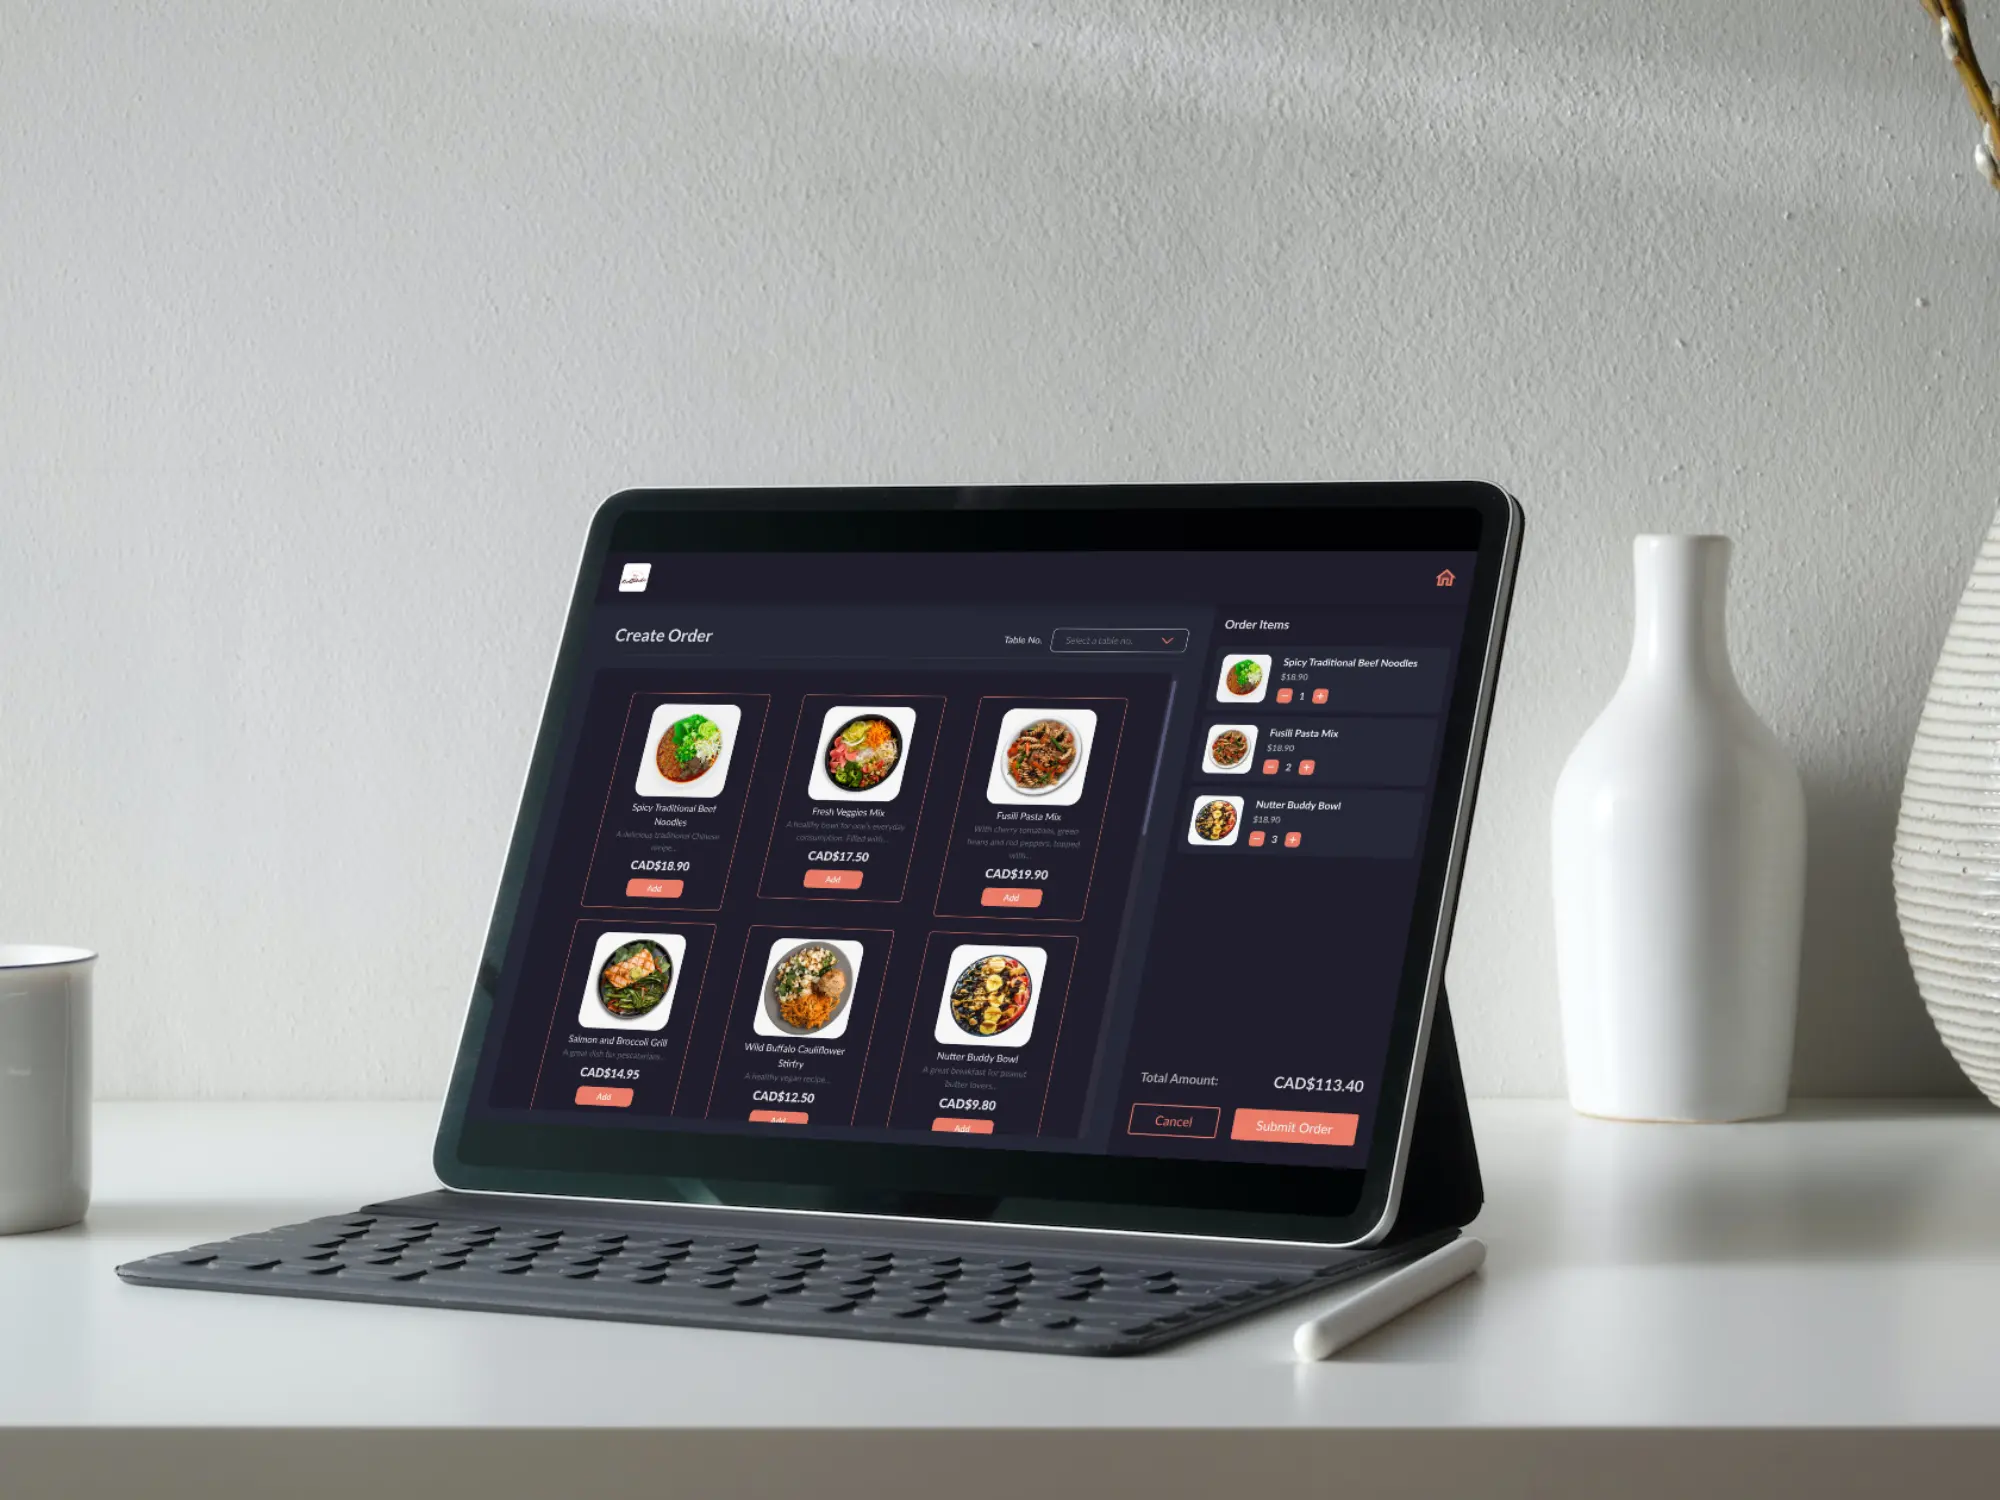 Create Order
Table No.
Select a table no.
Spicy Traditional Beef
Noodles
A delicious traditional Chinese
recipe...
CAD$18.90
Add
Fresh Veggies Mix
A healthy bowl for one's everyday
consumption. Filled with...
CAD$17.50
Add
Fusili Pasta Mix
With cherry tomatoes, green
beans and red peppers, topped
with...
CAD$19.90
Add
Salmon and Broccoli Grill
A great dish for pescatarians...
CAD$14.95
Add
Wild Buffalo Cauliflower
Stirfry
A healthy vegan recipe...
CAD$12.50
Add
Nutter Buddy Bowl
A great breakfast for peanut
butter lovers...
CAD$9.80
Add
Order Items
Spicy Traditional Beef Noodles
$18.90
1
Fusili Pasta Mix
$18.90
2
Nutter Buddy Bowl
$18.90
3
Total Amount:
CAD$113.40
Cancel
Submit Order